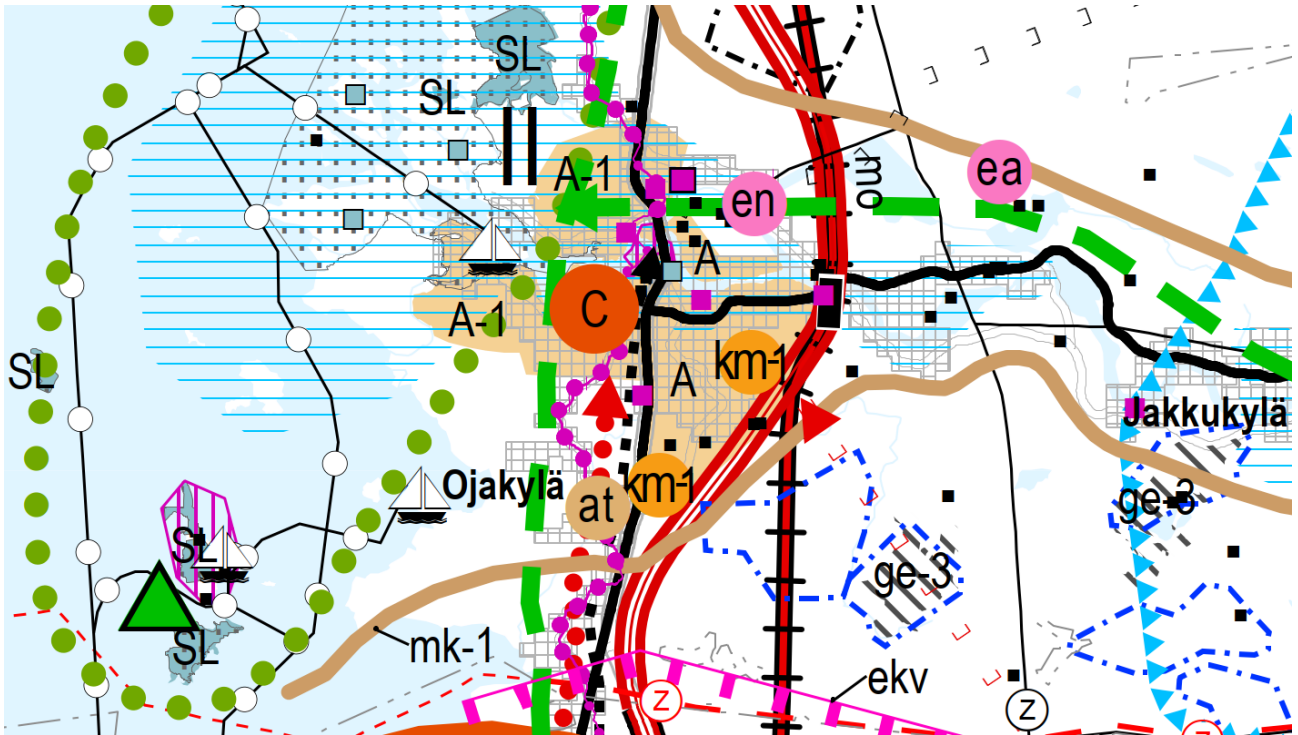 SL
SL
A-1
mo
ea
en
A
C
A-1
km-1
SL
A
Jakkukylä
Ojakylä
km-1
at
ge-3
SL
ge-3
SL
mk-1
ekv
z
z
z